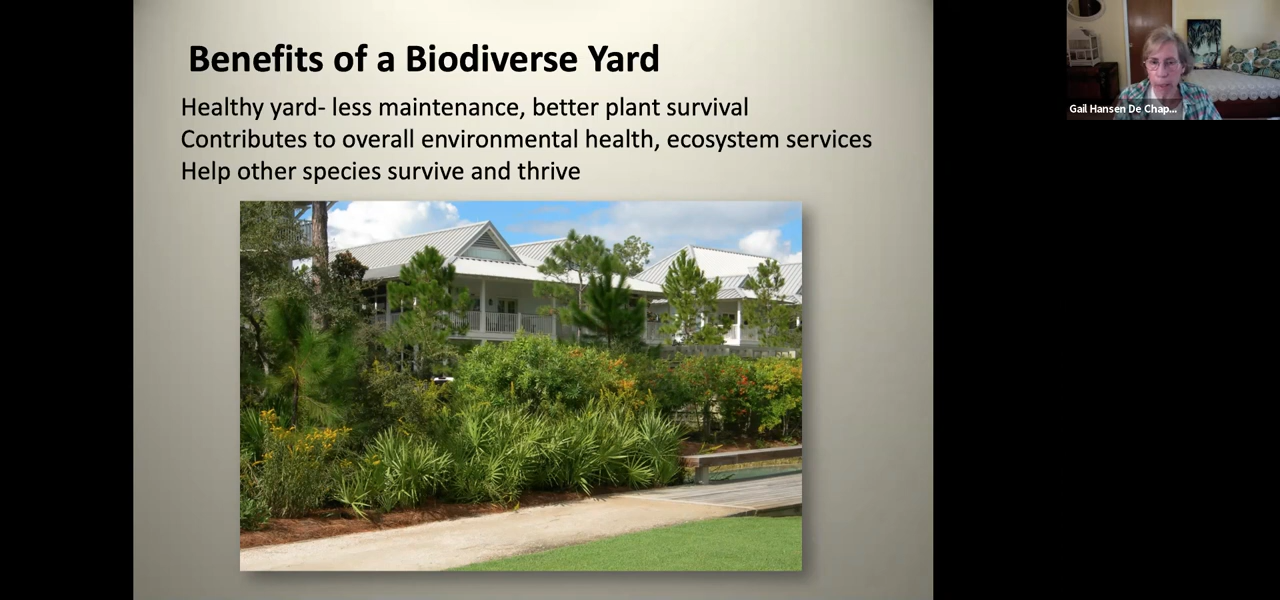 Benefits of a Biodiverse Yard
Healthy yard- less maintenance, better plant survival
Contributes to overall environmental health, ecosystem services
Help other species survive and thrive
Gail Hansen De Chap...